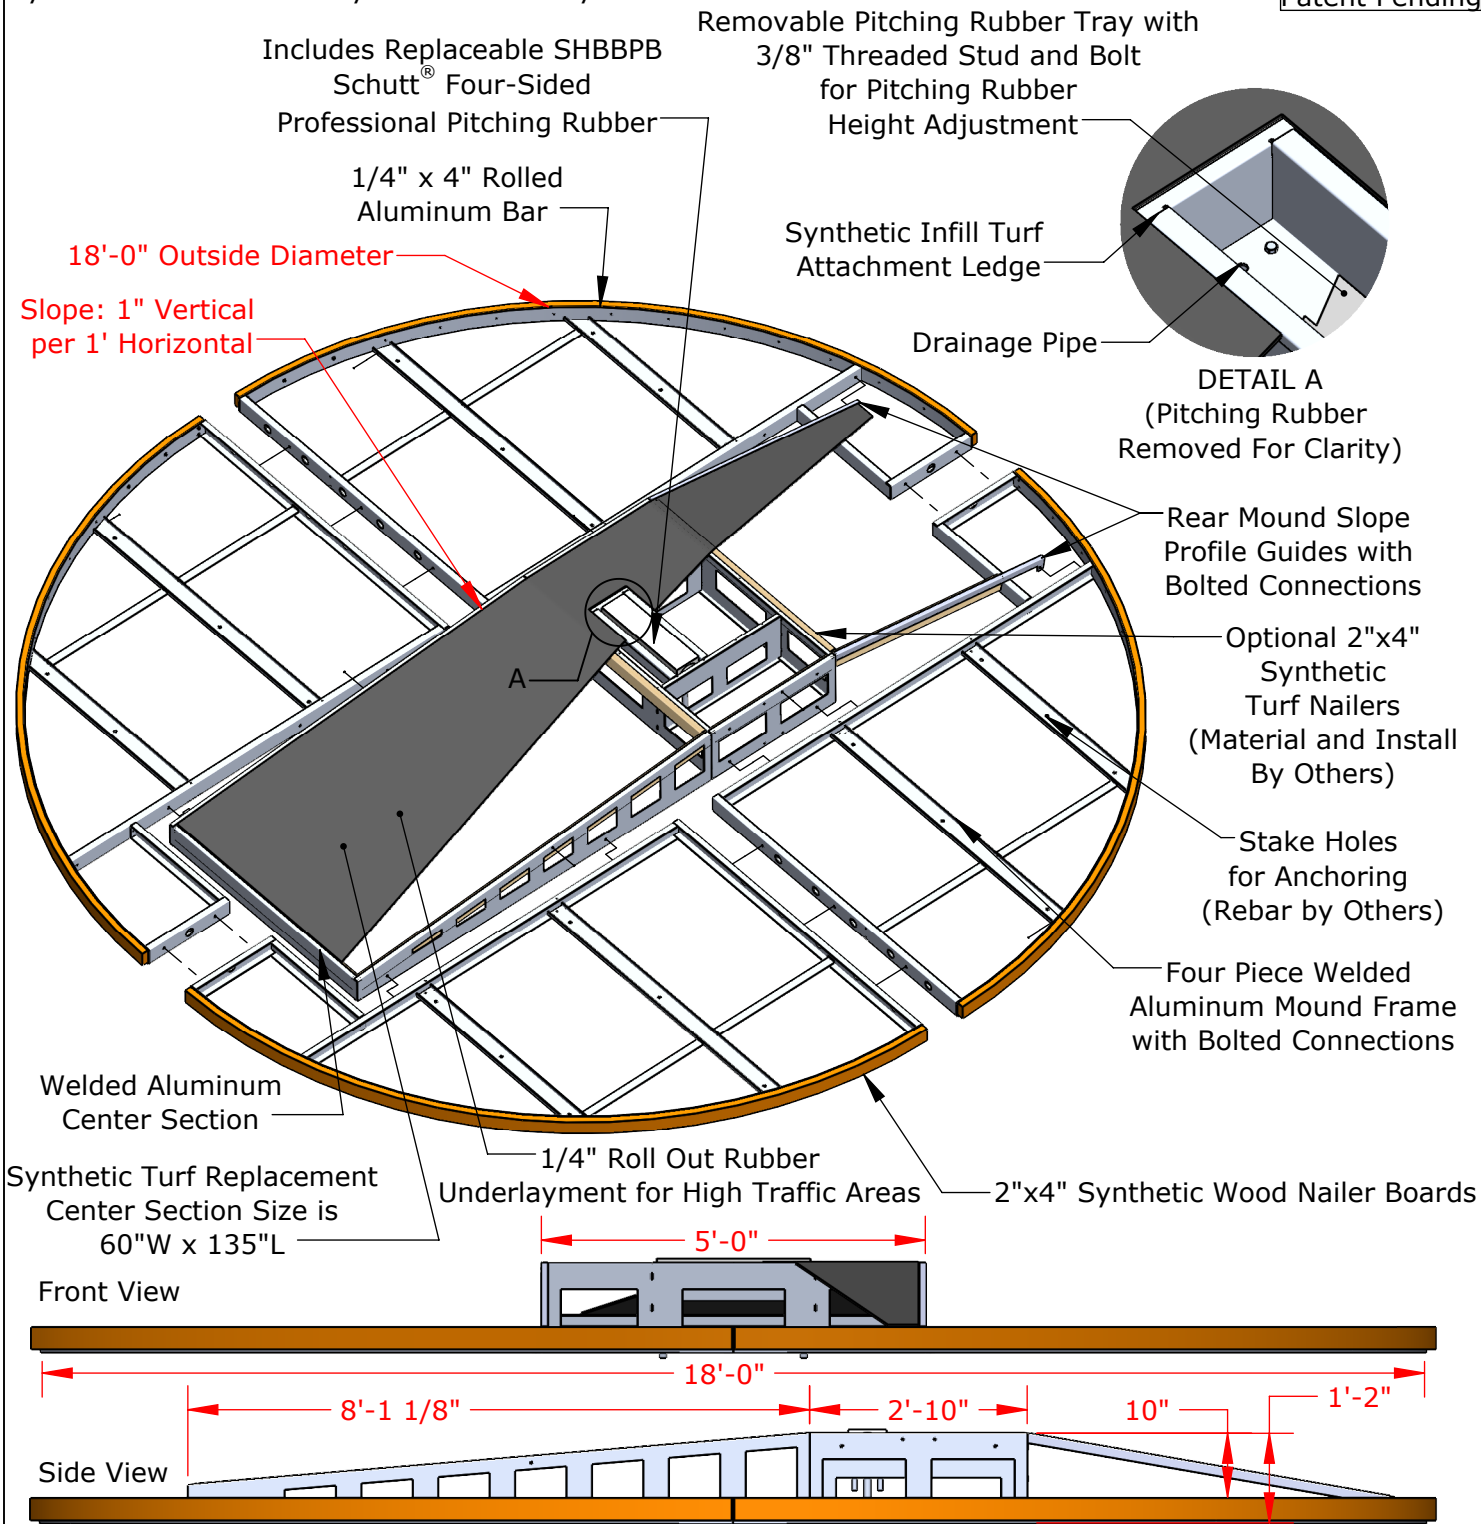 Patent Pending
Removable Pitching Rubber Tray with
3/8" Threaded Stud and Bolt
for Pitching Rubber
Height Adjustment
Includes Replaceable SHBBPB
Schutt® Four-Sided
Professional Pitching Rubber
1/4" x 4" Rolled
Aluminum Bar
18'-0" Outside Diameter
Slope: 1" Vertical
per 1' Horizontal
Synthetic Infill Turf
Attachment Ledge
Drainage Pipe
DETAIL A
(Pitching Rubber
Removed For Clarity)
Rear Mound Slope
Profile Guides with
Bolted Connections
Optional 2"x4"
Synthetic
Turf Nailers
(Material and Install
By Others)
A
Stake Holes
for Anchoring
(Rebar by Others)
Four Piece Welded
Aluminum Mound Frame
with Bolted Connections
Welded Aluminum
Center Section
1/4" Roll Out Rubber
Underlayment for High Traffic Areas
2"x4" Synthetic Wood Nailer Boards
Synthetic Turf Replacement
Center Section Size is
60"W x 135"L
5'-0"
Front View
18'-0"
8'-1 1/8"
2'-10"
10"
1'-2"
Side View